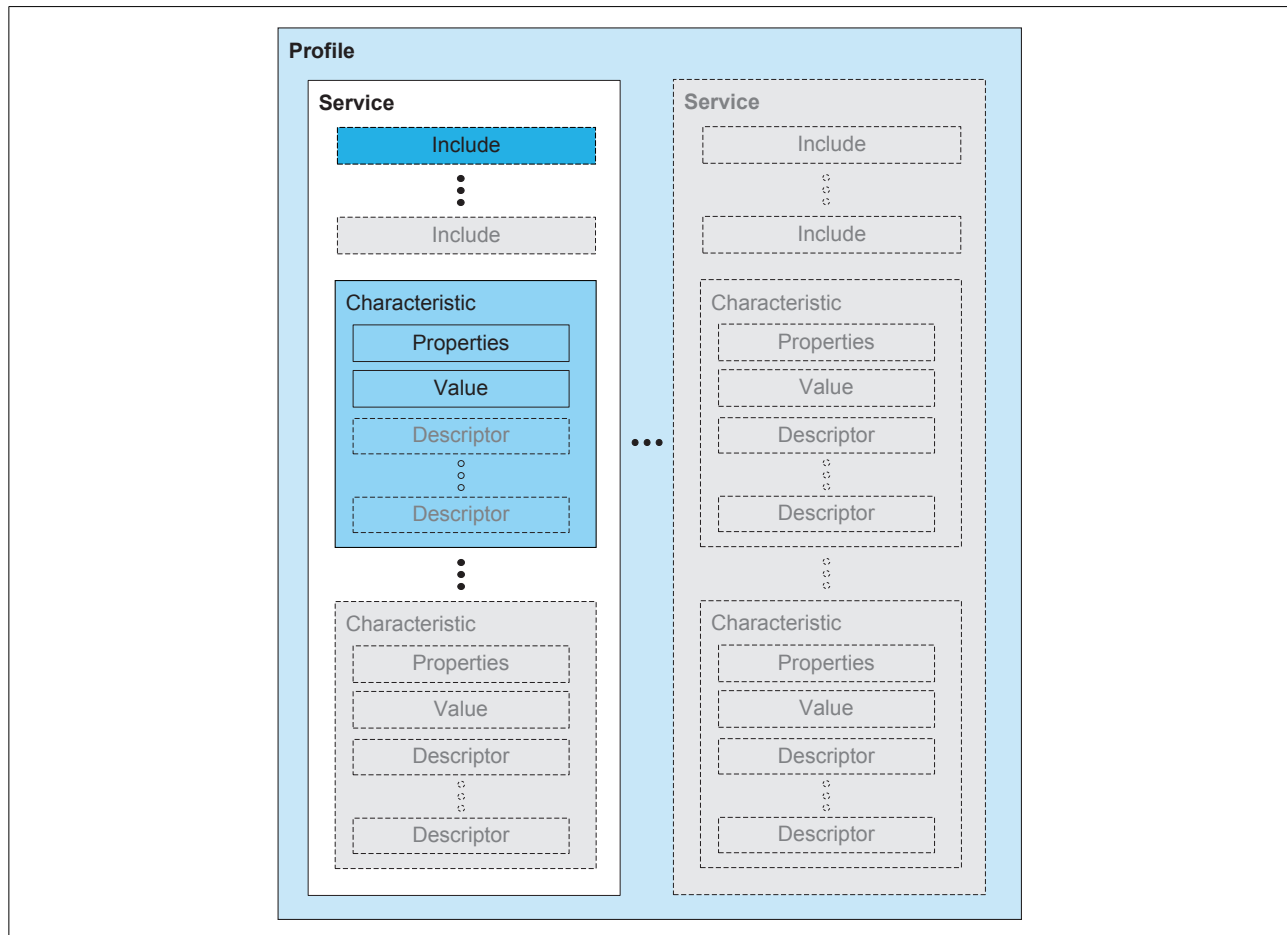 Profile
Service
Include
Include
Characteristic
Properties
Value
Descriptor
Descriptor
Characteristic
Properties
Value
Descriptor
Descriptor
Service
Include
Include
Characteristic
Properties
Value
Descriptor
Descriptor
Characteristic
Properties
Value
Descriptor
Descriptor